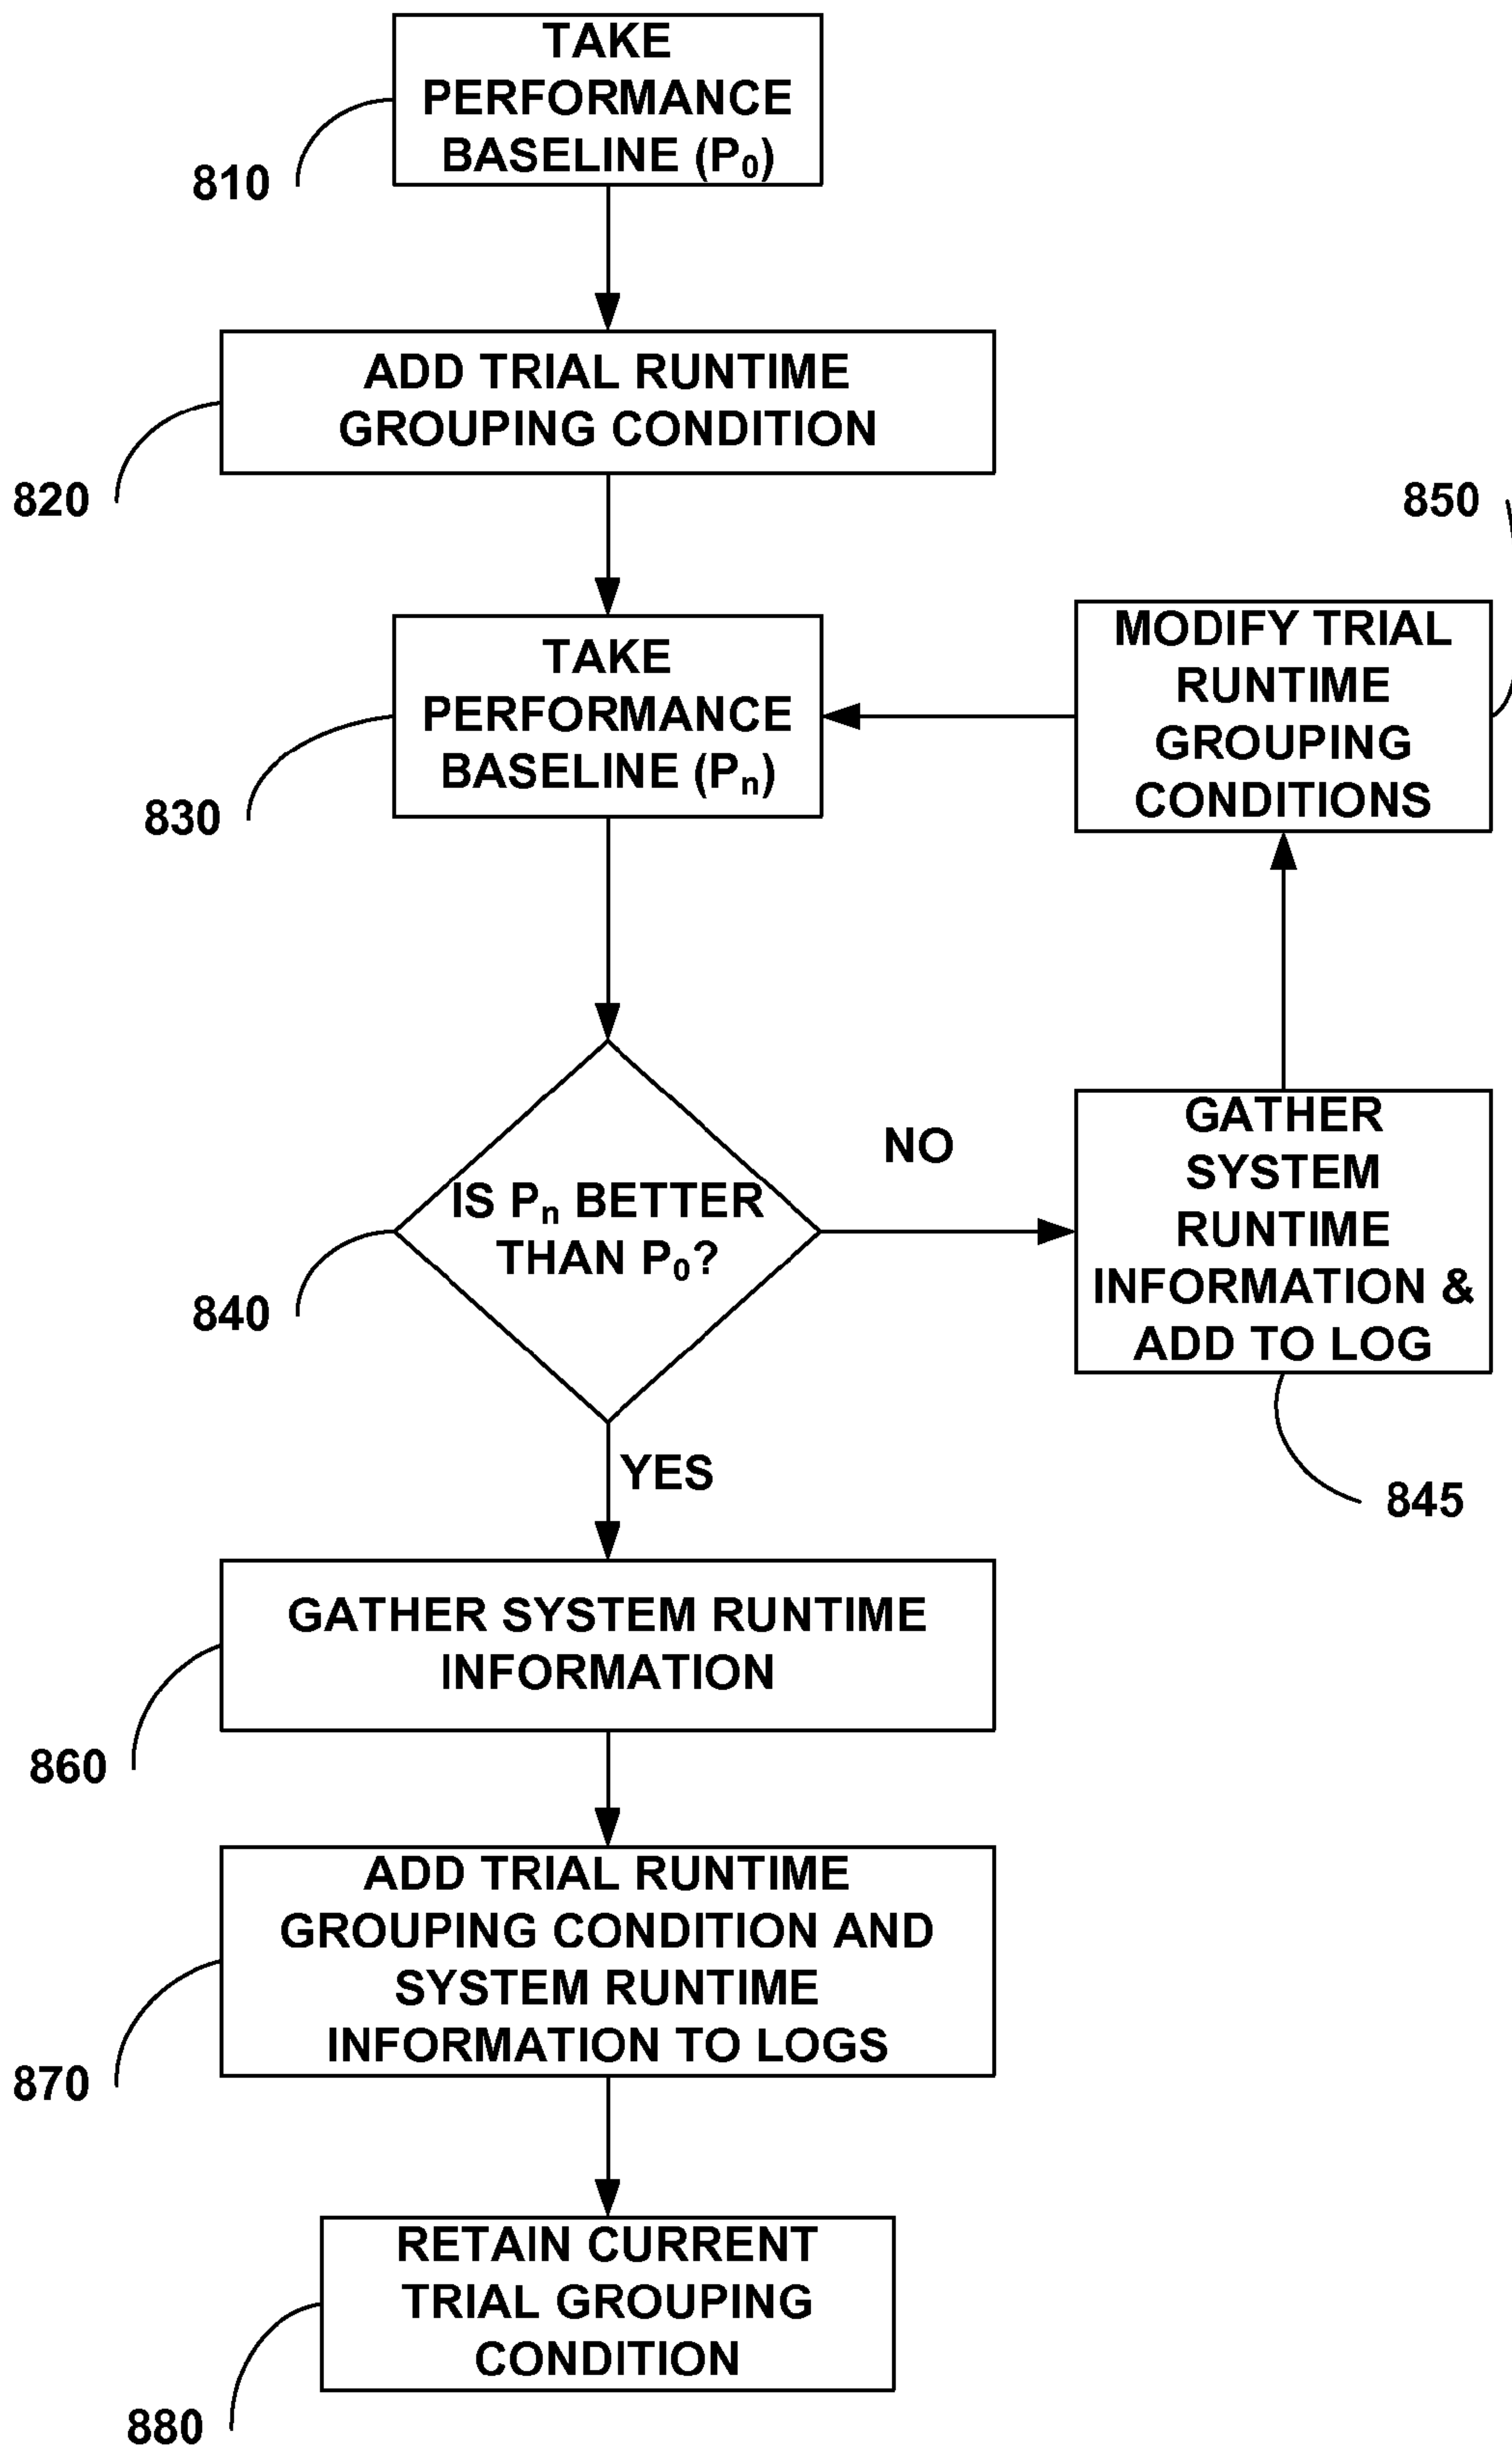 TAKE
PERFORMANCE
BASELINE (P₀)
810
ADD TRIAL RUNTIME
GROUPING CONDITION
820
850
TAKE
PERFORMANCE
BASELINE (Pₙ)
830
MODIFY TRIAL
RUNTIME
GROUPING
CONDITIONS
IS Pₙ BETTER
THAN P₀?
840
NO
GATHER
SYSTEM
RUNTIME
INFORMATION &
ADD TO LOG
845
YES
GATHER SYSTEM RUNTIME
INFORMATION
860
ADD TRIAL RUNTIME
GROUPING CONDITION AND
SYSTEM RUNTIME
INFORMATION TO LOGS
870
RETAIN CURRENT
TRIAL GROUPING
CONDITION
880